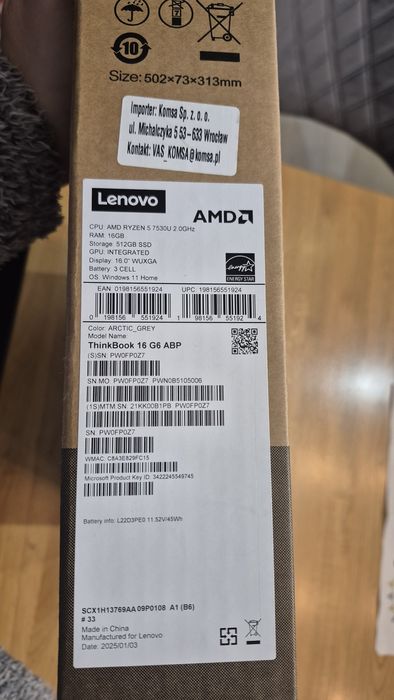 10
Size: 502×73×313mm
Importer: Komsa Sp. z. o. o.
ul. Michalczyka 5 53-633 Wrocław
Kontakt: VAS_KOMSA@komsa.pl
Lenovo
AMD
CPU: AMD RYZEN 5 7530U 2.0GHz
RAM: 16GB
Storage: 512GB SSD
GPU: INTEGRATED
Display: 16.0" WUXGA
Battery: 3 CELL
OS: Windows 11 Home
energy
ENERGY STAR
EAN 0198156551924 UPC 198156551924
0 198156 551924 1 98156 55192 4
Color: ARCTIC_GREY
Model Name
ThinkBook 16 G6 ABP
(S)SN: PW0FP0Z7
SN MO: PW0FP0Z7 PWN0B5105006
(1S)MTM SN: 21KK00B1PB PW0FP0Z7
SN: PW0FP0Z7
WMAC: C8A3E829FC15
Microsoft Product Key ID: 3422245549745
Battery info: L22D3PE0 11.52V/45Wh
SCX1H13769AA 09P0108 A1 (B6)
# 33
Made in China
Manufactured for Lenovo
Date: 2025/01/03